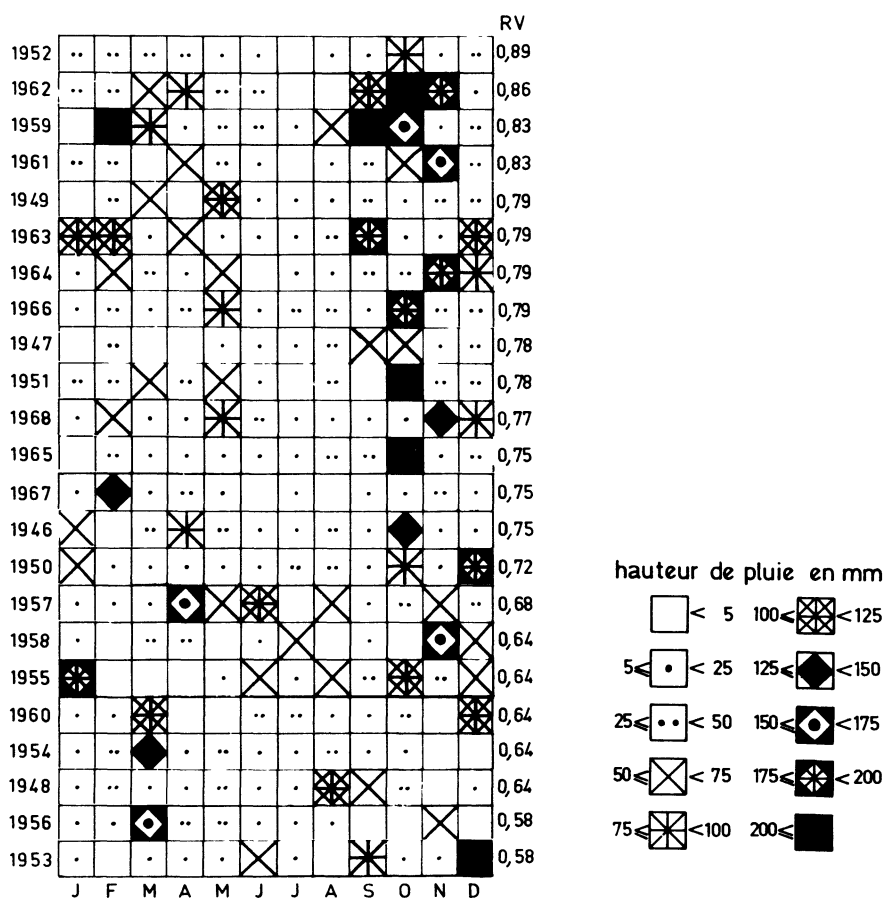 RV
1952 0,89
1962 0,86
1959 0,83
1961 0,83
1949 0,79
1963 0,79
1964 0,79
1966 0,79
1947 0,78
1951 0,78
1968 0,77
1965 0,75
1967 0,75
1946 0,75
1950 0,72
1957 0,68
1958 0,64
1955 0,64
1960 0,64
1954 0,64
1948 0,64
1956 0,58
1953 0,58
J F M A M J J A S O N D
hauteur de pluie en mm
< 5 100⩽ <125
5⩽ < 25 125⩽ <150
25⩽ < 50 150⩽ <175
50⩽ < 75 175⩽ <200
75⩽ <100 200⩽